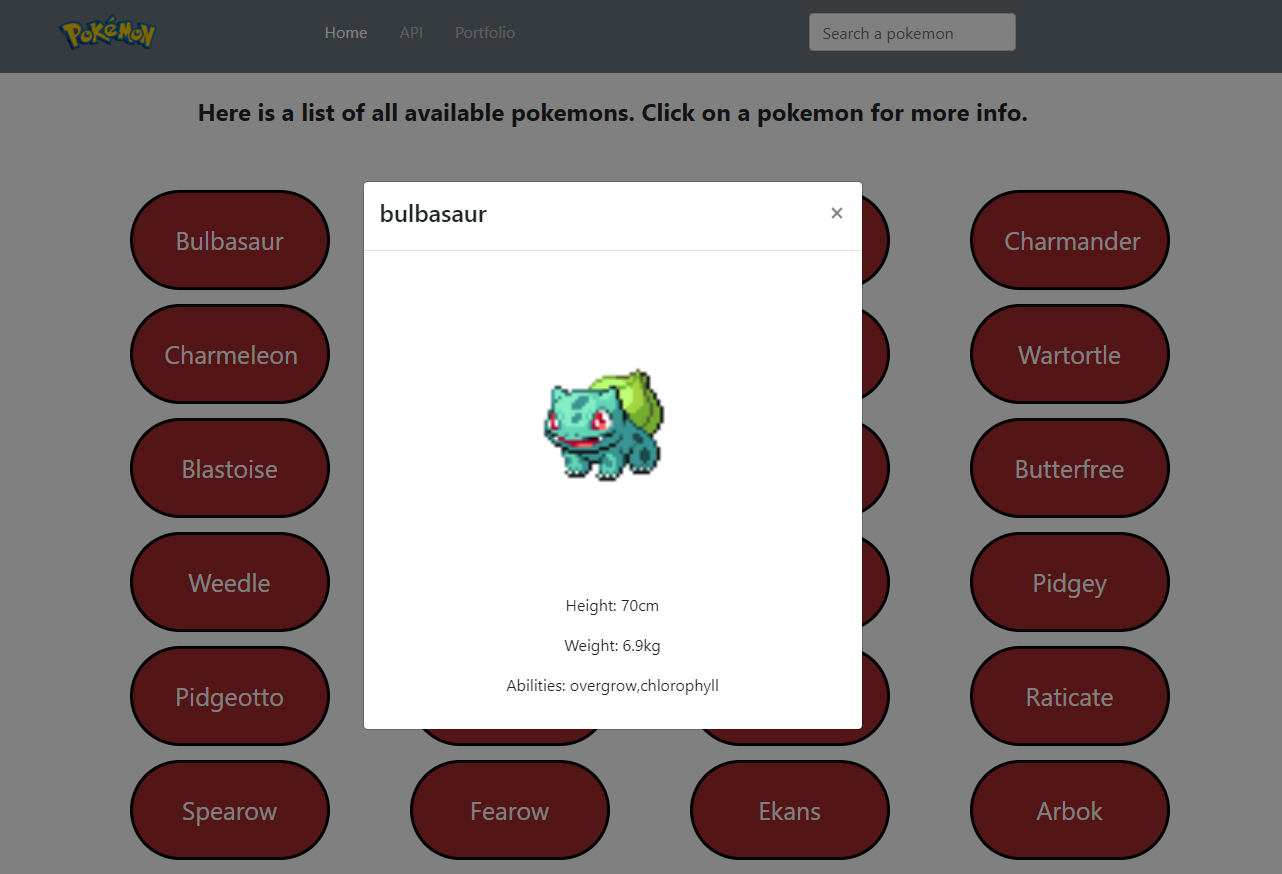 POKéMON
Home API Portfolio Search a pokemon
Here is a list of all available pokemons. Click on a pokemon for more info.
bulbasaur ×
Bulbasaur Charmander
Charmeleon Wartortle
Blastoise Butterfree
Weedle Pidgey
Height: 70cm
Weight: 6.9kg
Abilities: overgrow,chlorophyll
Pidgeotto Raticate
Spearow Fearow Ekans Arbok